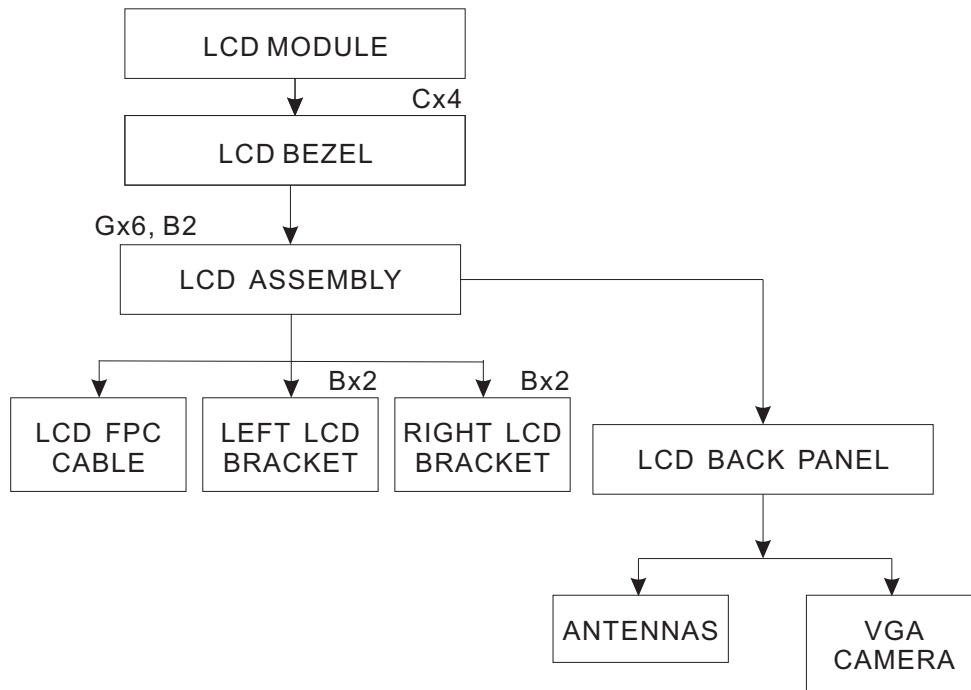 LCD MODULE
Cx4
LCD BEZEL
Gx6, B2
LCD ASSEMBLY
Bx2
Bx2
LCD FPC
CABLE
LEFT LCD
BRACKET
RIGHT LCD
BRACKET
LCD BACK PANEL
ANTENNAS
VGA
CAMERA